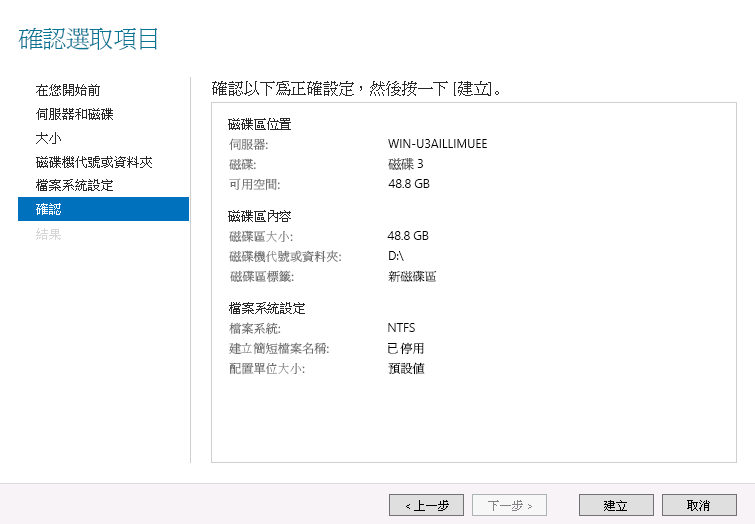 確認選取項目
在您開始前
伺服器和磁碟
大小
磁碟機代號或資料夾
檔案系統設定
確認
結果
確認以下為正確設定，然後按一下 [建立]。
磁碟區位置
伺服器: WIN-U3AILLIMUEE
磁碟: 磁碟 3
可用空間: 48.8 GB
磁碟區內容
磁碟區大小: 48.8 GB
磁碟機代號或資料夾: D:\
磁碟區標籤: 新磁碟區
檔案系統設定
檔案系統: NTFS
建立簡短檔案名稱: 已停用
配置單位大小: 預設值
< 上一步 下一步 > 建立 取消